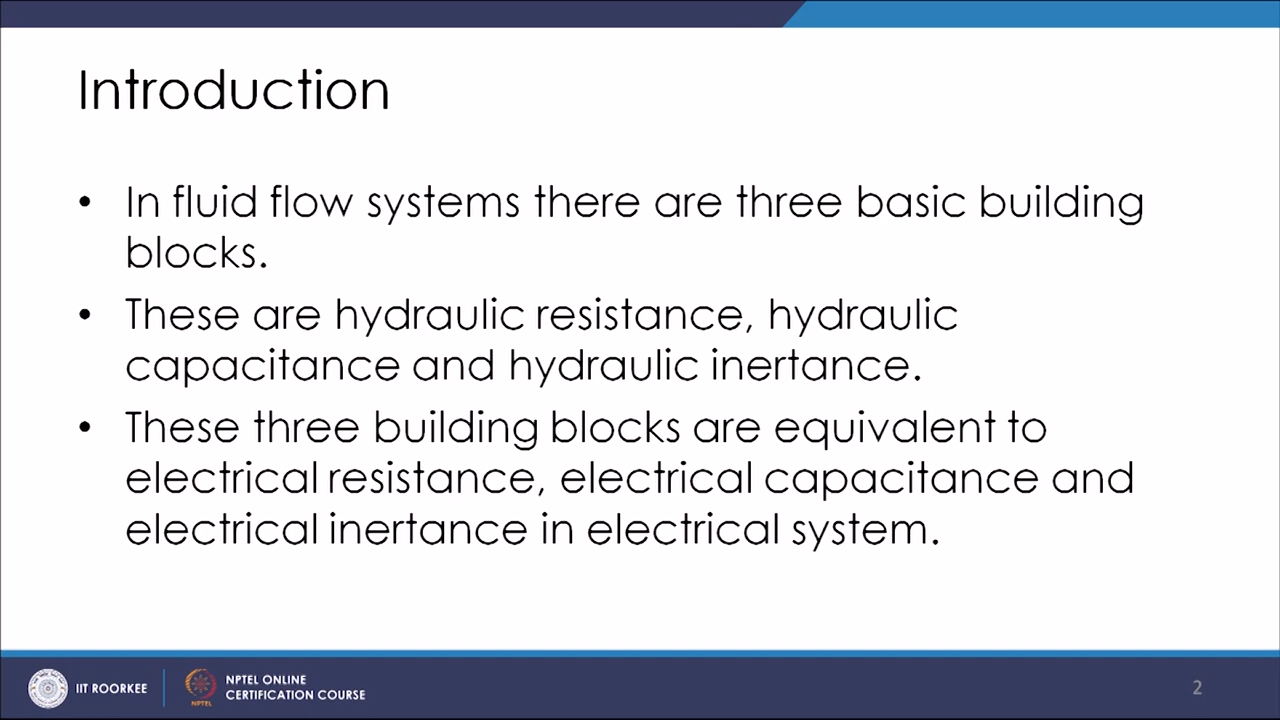 Introduction
• In fluid flow systems there are three basic building
blocks.
• These are hydraulic resistance, hydraulic
capacitance and hydraulic inertance.
• These three building blocks are equivalent to
electrical resistance, electrical capacitance and
electrical inertance in electrical system.
IIT ROORKEE
NPTEL
NPTEL ONLINE
CERTIFICATION COURSE
2